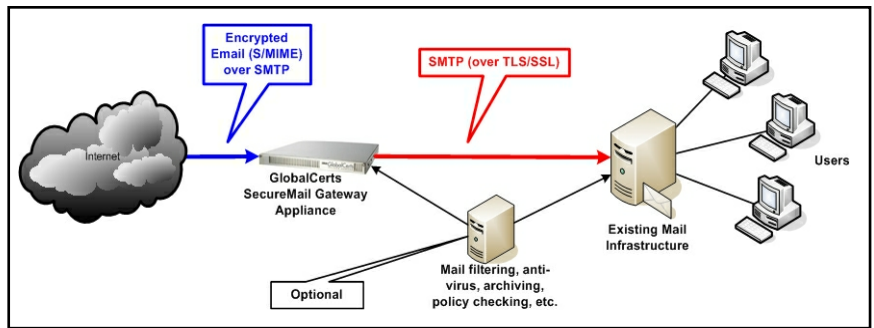 Encrypted
Email (S/MIME)
over SMTP
SMTP (over TLS/SSL)
Internet
GlobalCerts
SecureMail Gateway
Appliance
Users
Existing Mail
Infrastructure
Mail filtering, anti-
virus, archiving,
policy checking, etc.
Optional